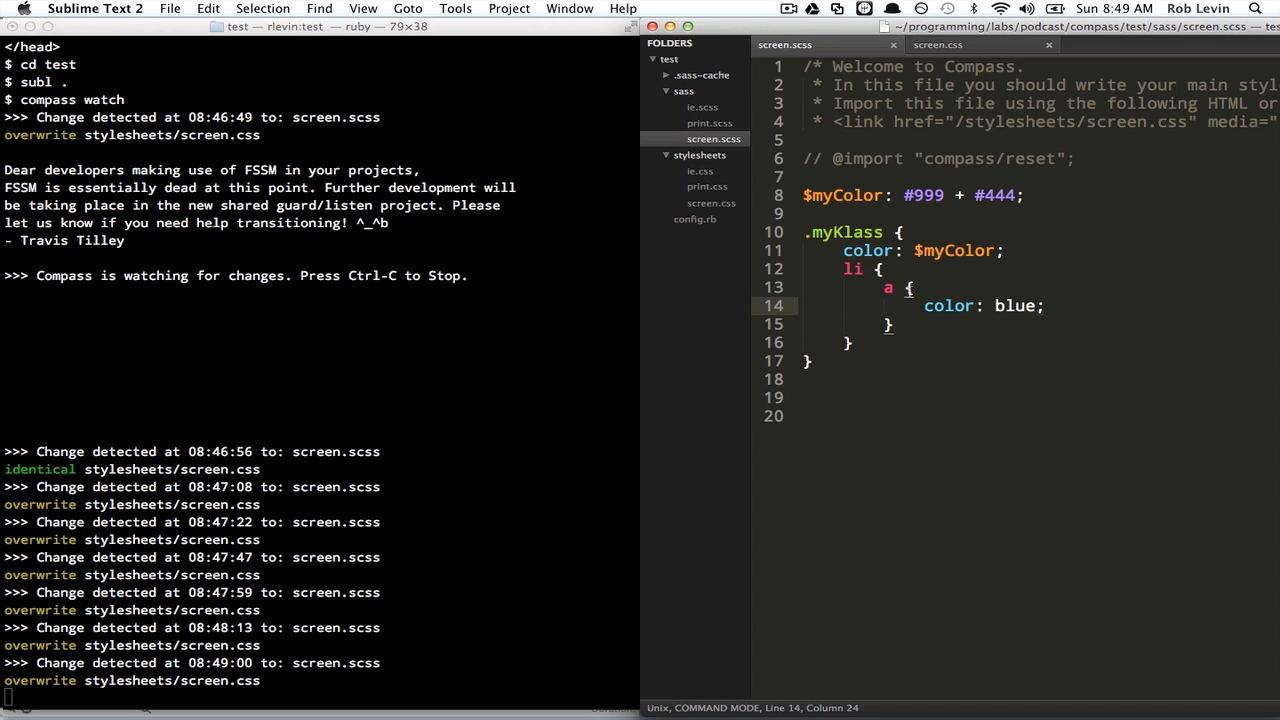 Sublime Text 2 File Edit Selection Find View Goto Tools Project Window Help Sun 8:49 AM Rob Levin
test — rlevin:test — ruby — 79×38
</head>
$ cd test
$ subl .
$ compass watch
>>> Change detected at 08:46:49 to: screen.scss
overwrite stylesheets/screen.css
Dear developers making use of FSSM in your projects,
FSSM is essentially dead at this point. Further development will
be taking place in the new shared guard/listen project. Please
let us know if you need help transitioning! ^_^b
- Travis Tilley
>>> Compass is watching for changes. Press Ctrl-C to Stop.
>>> Change detected at 08:46:56 to: screen.scss
identical stylesheets/screen.css
>>> Change detected at 08:47:08 to: screen.scss
overwrite stylesheets/screen.css
>>> Change detected at 08:47:22 to: screen.scss
overwrite stylesheets/screen.css
>>> Change detected at 08:47:47 to: screen.scss
overwrite stylesheets/screen.css
>>> Change detected at 08:47:59 to: screen.scss
overwrite stylesheets/screen.css
>>> Change detected at 08:48:13 to: screen.scss
overwrite stylesheets/screen.css
>>> Change detected at 08:49:00 to: screen.scss
overwrite stylesheets/screen.css
~/programming/labs/podcast/compass/test/sass/screen.scss — tes
FOLDERS
test
.sass-cache
sass
ie.scss
print.scss
screen.scss
stylesheets
ie.css
print.css
screen.css
config.rb
screen.scss × screen.css ×
1 /* Welcome to Compass.
2 * In this file you should write your main styl
3 * Import this file using the following HTML or
4 * <link href="/stylesheets/screen.css" media="
5
6 // @import "compass/reset";
7
8 $myColor: #999 + #444;
9
10 .myKlass {
11 color: $myColor;
12 li {
13 a {
14 color: blue;
15 }
16 }
17 }
18
19
20
Unix, COMMAND MODE, Line 14, Column 24